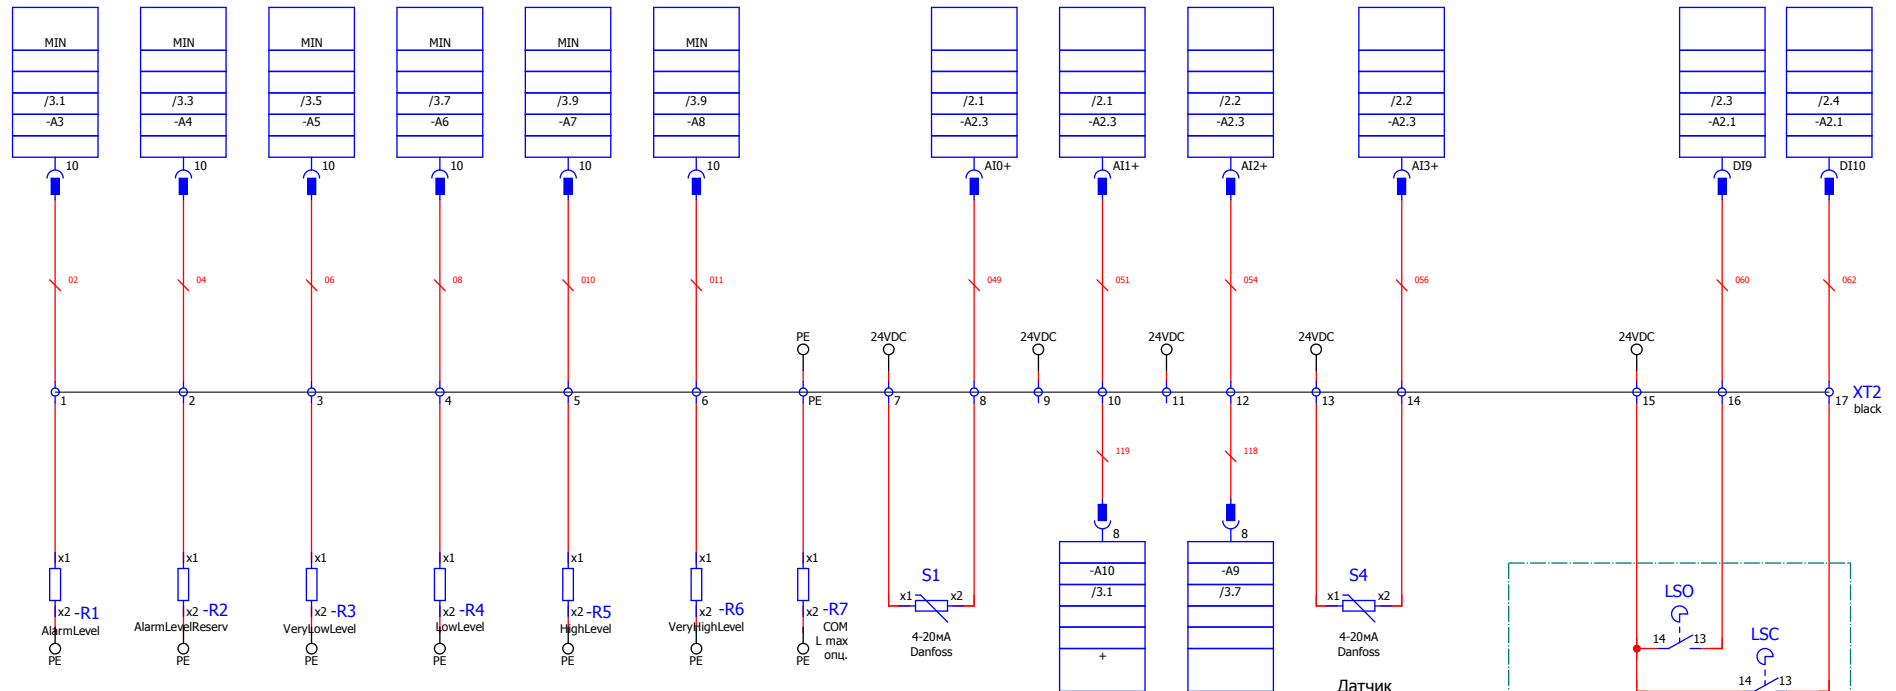 MIN MIN MIN MIN MIN MIN
/3.1 /3.3 /3.5 /3.7 /3.9 /3.9 /2.1 /2.1 /2.2 /2.2 /2.3 /2.4
-A3 -A4 -A5 -A6 -A7 -A8 -A2.3 -A2.3 -A2.3 -A2.3 -A2.1 -A2.1
10 10 10 10 10 10 AI0+ AI1+ AI2+ AI3+ DI9 DI10
02 04 06 08 010 011 049 051 054 056 060 062
PE 24VDC 24VDC 24VDC 24VDC 24VDC
1 2 3 4 5 6 PE 7 8 9 10 11 12 13 14 15 16 17 XT2
black
119 118
8 8
x1 x1 x1 x1 x1 x1 x1
-A10 -A9
S1 S4
/3.1 /3.7
LSO
x1 x2 x1 x2
x2 -R1 x2 -R2 x2 -R3 x2 -R4 x2 -R5 x2 -R6 x2 -R7
AlarmLevel AlarmLevelReserv VeryLowLevel LowLevel HighLevel VeryHighLevel COM
L max
опц.
4-20мА 4-20мА
Danfoss Danfoss
14 13
LSC
PE PE PE PE PE PE PE
+
14 13
Датчик